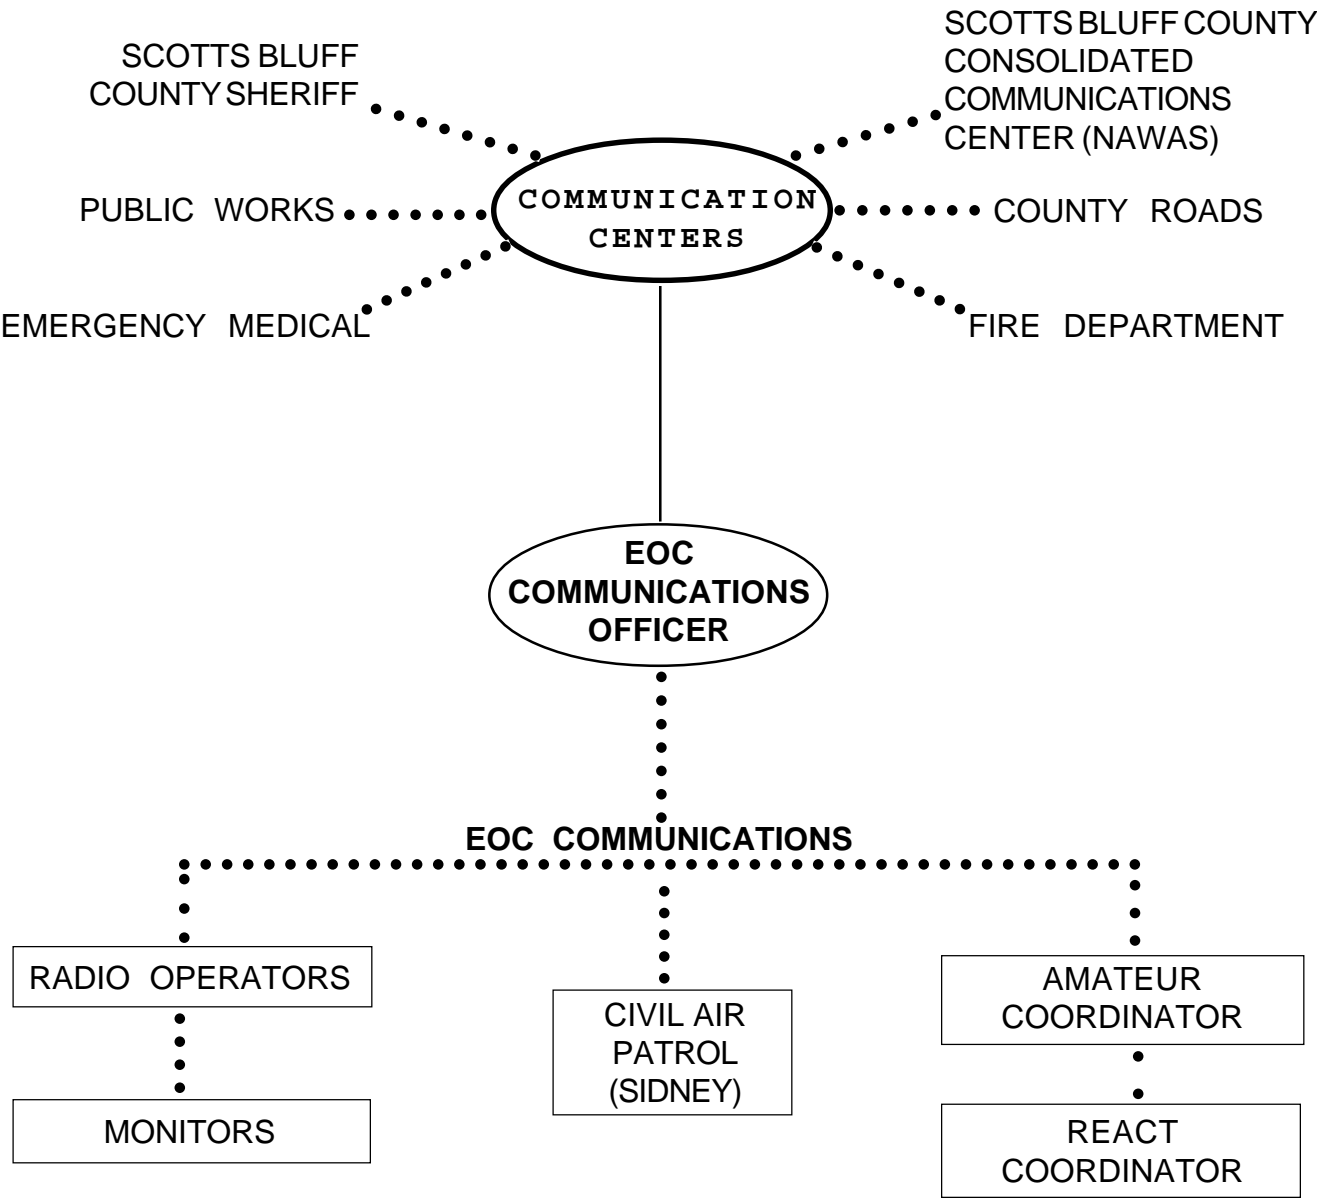 SCOTTS BLUFF
COUNTY SHERIFF
SCOTTS BLUFF COUNTY
CONSOLIDATED
COMMUNICATIONS
CENTER (NAWAS)
COMMUNICATION
CENTERS
PUBLIC WORKS
COUNTY ROADS
EMERGENCY MEDICAL
FIRE DEPARTMENT
EOC
COMMUNICATIONS
OFFICER
EOC COMMUNICATIONS
RADIO OPERATORS
MONITORS
CIVIL AIR
PATROL
(SIDNEY)
AMATEUR
COORDINATOR
REACT
COORDINATOR